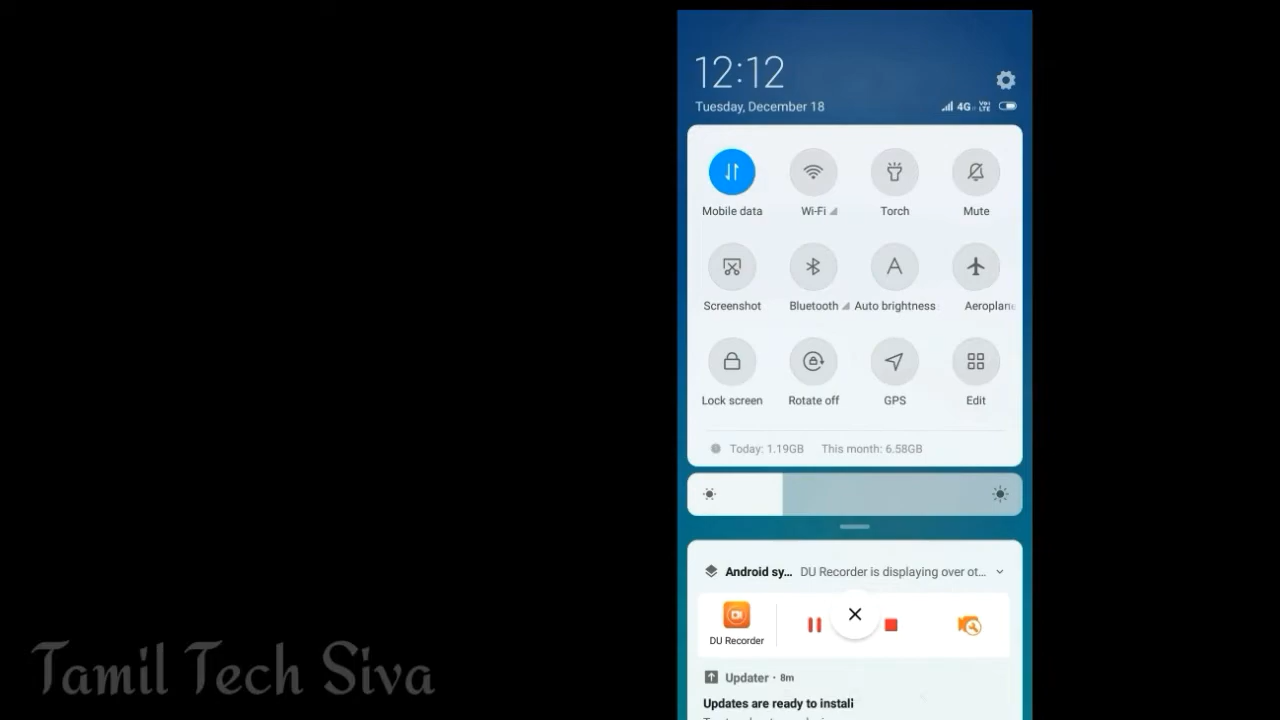 12:12
Tuesday, December 18
4G
Mobile data
Wi-Fi
Torch
Mute
Screenshot
Bluetooth
Auto brightness
Aeroplane
Lock screen
Rotate off
GPS
Edit
Today: 1.19GB This month: 6.58GB
Android sy... DU Recorder is displaying over ot...
DU Recorder
Updater · 8m
Updates are ready to install
Tamil Tech Siva